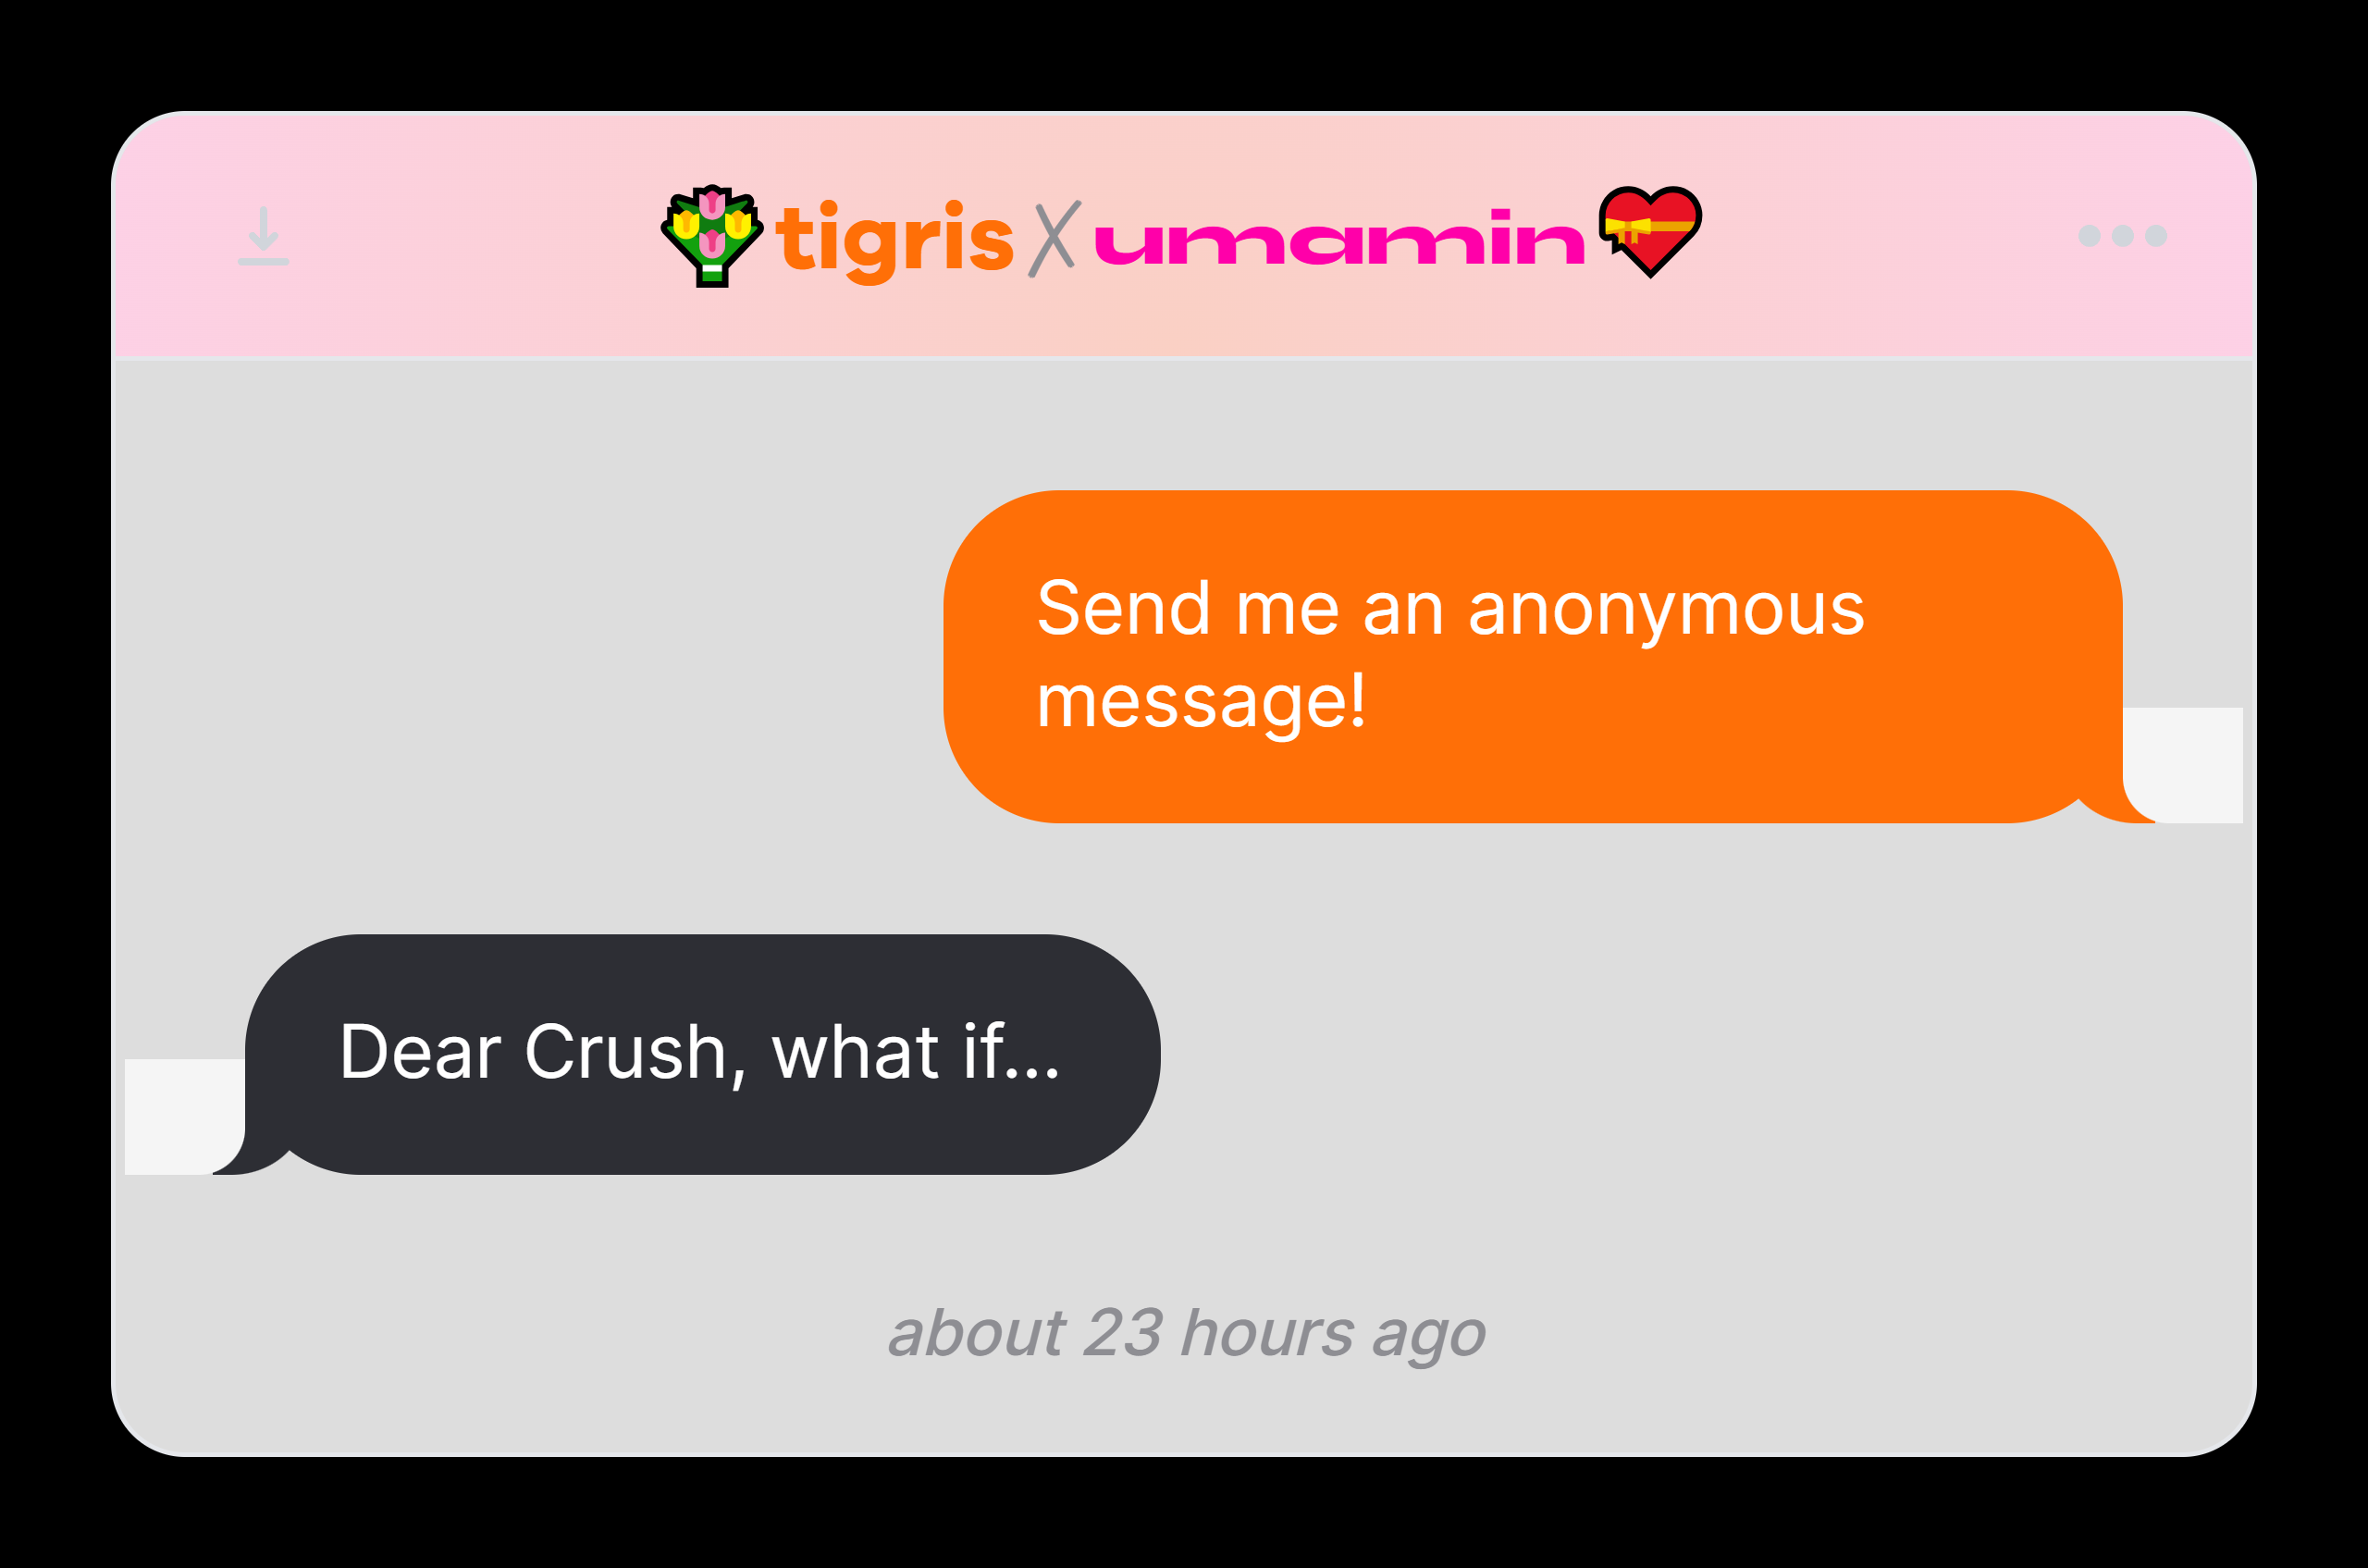 tigris X umamin
Send me an anonymous
message!
Dear Crush, what if...
about 23 hours ago